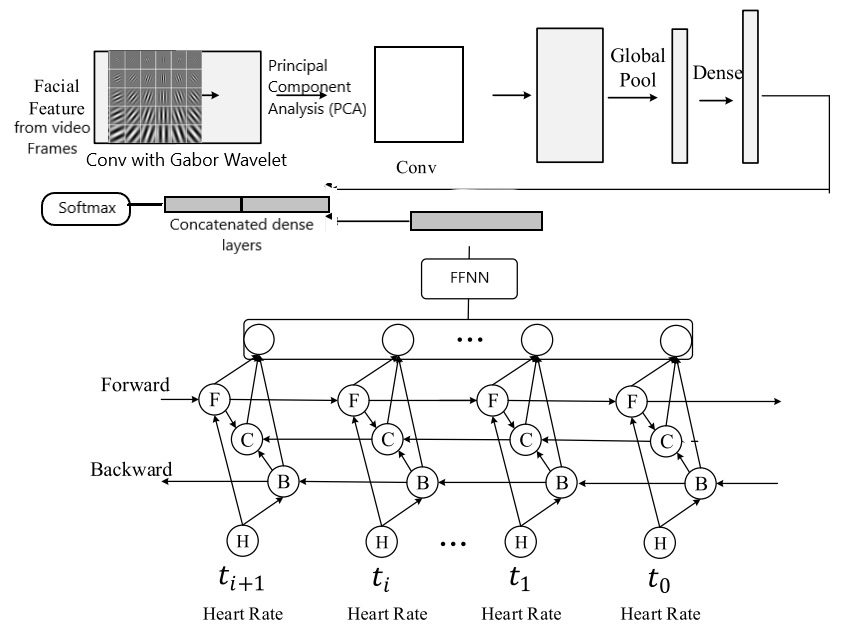 Facial
Feature
from video
Frames
Conv with Gabor Wavelet
Principal
Component
Analysis (PCA)
Conv
Global
Pool
Dense
Softmax
Concatenated dense
layers
FFNN
...
Forward
F F F F
C C C C
Backward
B B B B
H H ... H H
t_{i+1} t_i t_1 t_0
Heart Rate Heart Rate Heart Rate Heart Rate